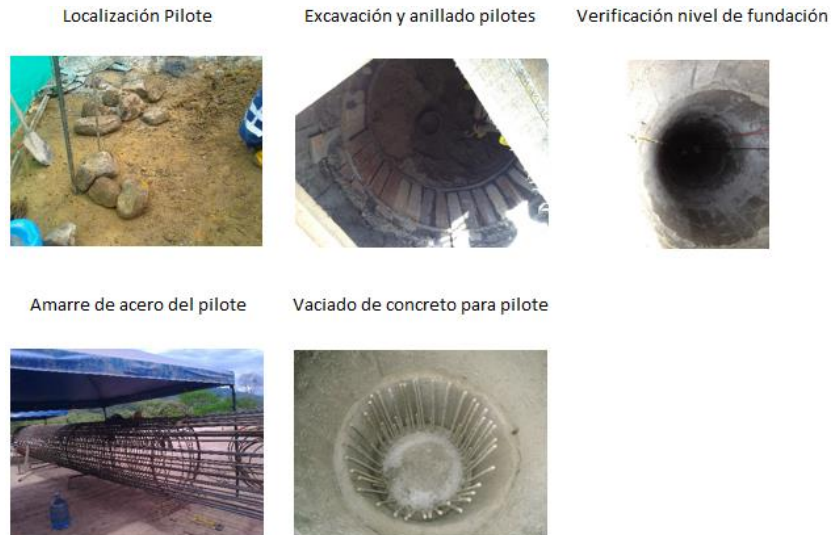 Localización Pilote
Excavación y anillado pilotes
Verificación nivel de fundación
Amarre de acero del pilote
Vaciado de concreto para pilote